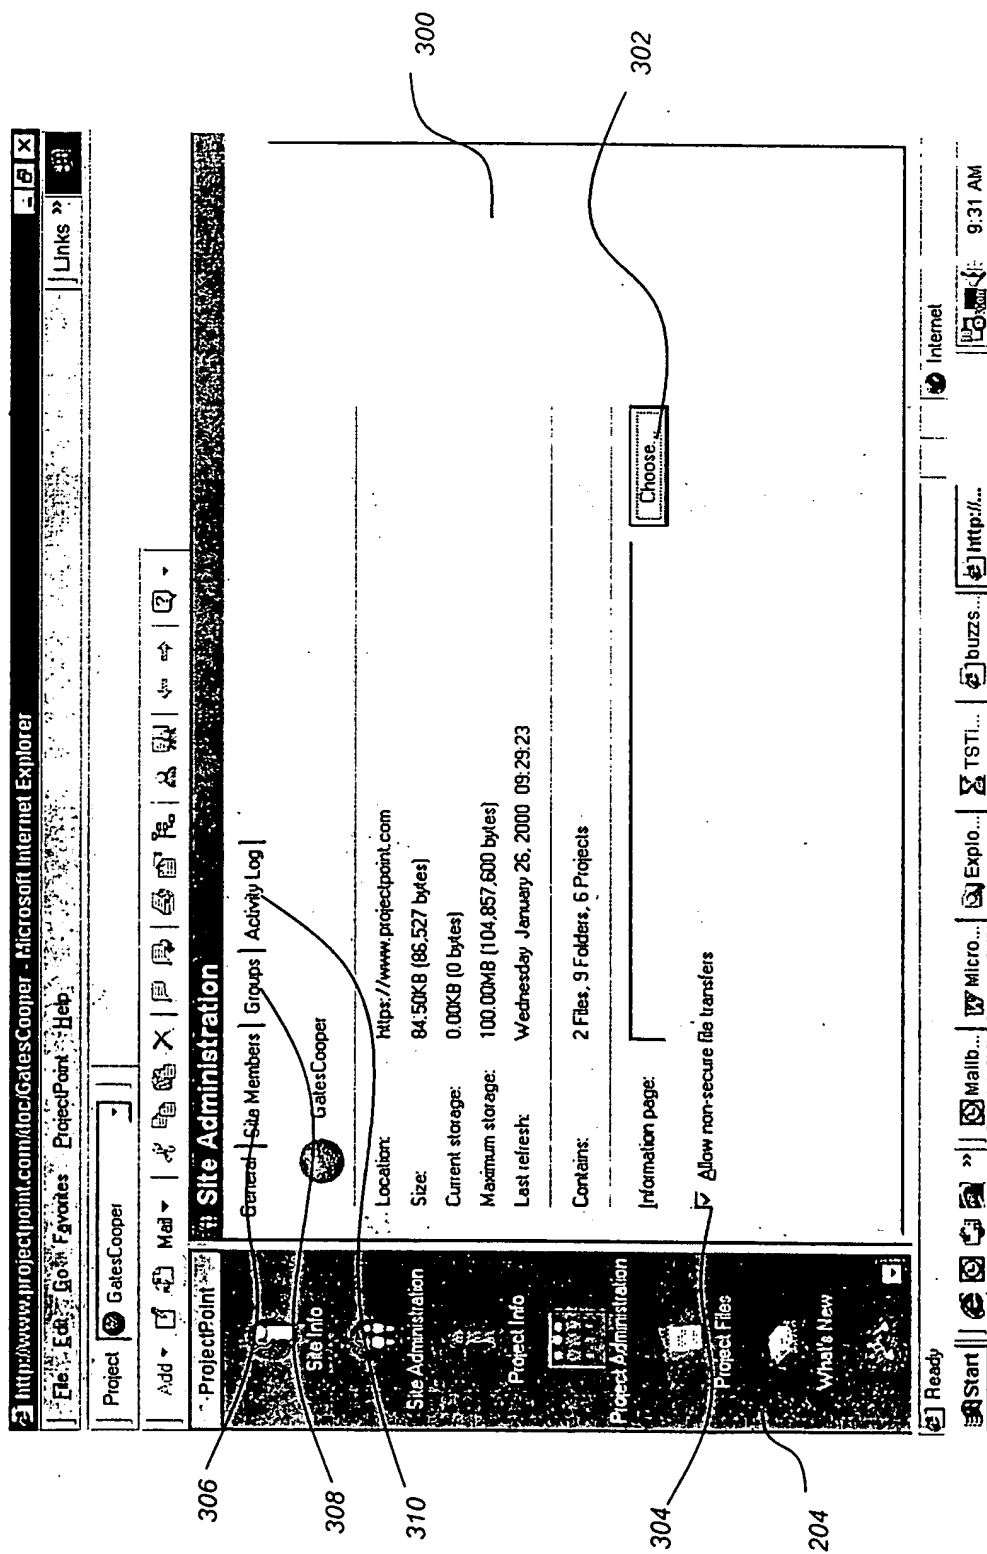 http://www.projectpoint.com/doc/GatesCooper - Microsoft Internet Explorer
File Edit Go Favorites ProjectPoint Help
Links »
Project GatesCooper
Add Mail
ProjectPoint
Site Administration
General | Site Members | Groups | Activity Log |
GatesCooper
Location: https://www.projectpoint.com
Size: 84.50KB (86,527 bytes)
Current storage: 0.00KB (0 bytes)
Maximum storage: 100.00MB (104,857,600 bytes)
Last refresh: Wednesday January 26, 2000 09:29:23
Contains: 2 Files, 9 Folders, 6 Projects
Information page:
Choose...
Allow non-secure file transfers
Site Info
Site Administration
Project Info
Project Administration
Project Files
What's New
Ready
Internet
Start
»
Mailb...
Micro...
Explo...
TSTi...
buzzs...
http://...
9:31 AM
300
302
306
308
310
304
204